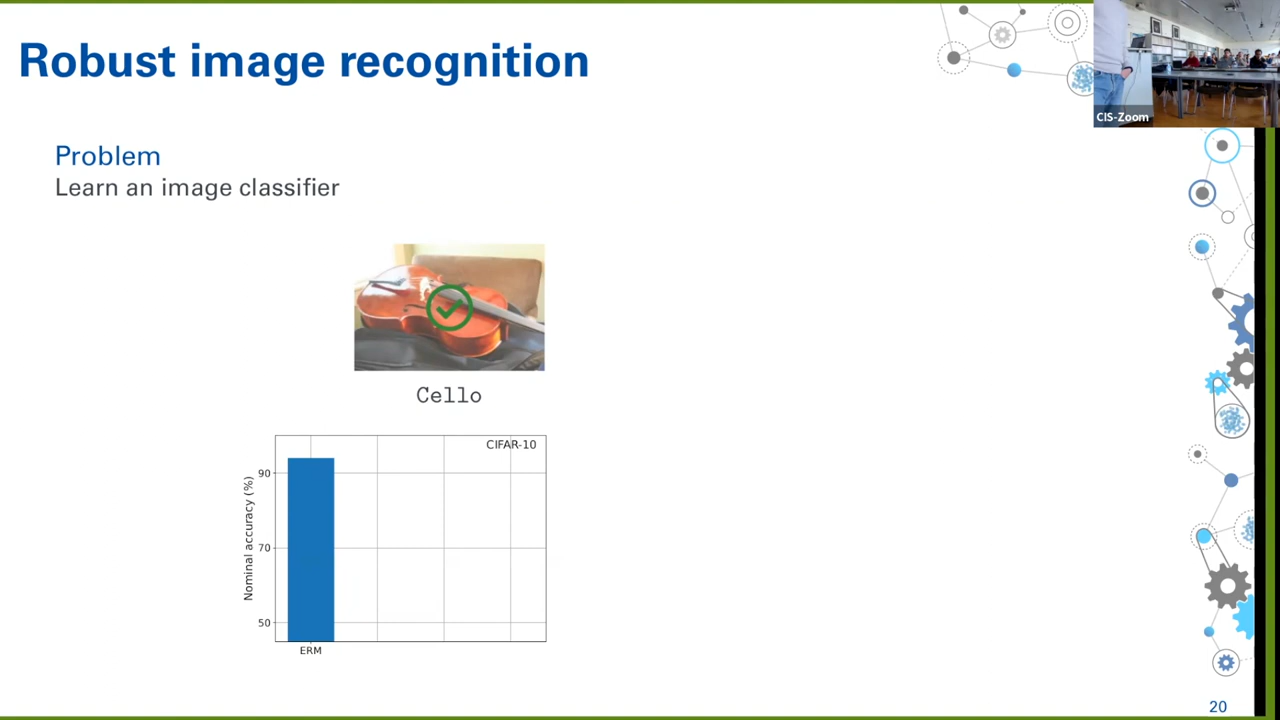 Robust image recognition
CIS-Zoom
Problem
Learn an image classifier
Cello
CIFAR-10
Nominal accuracy (%)
90
70
50
ERM
20